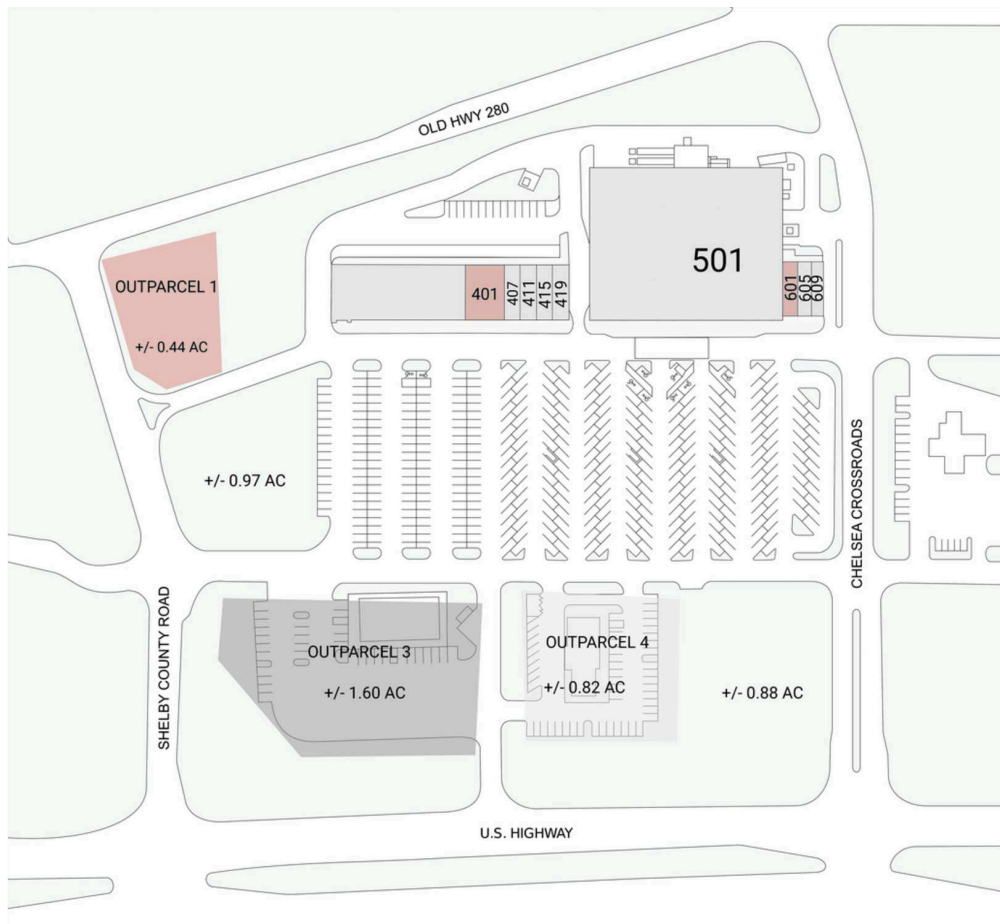 OLD HWY 280
501
OUTPARCEL 1
+/- 0.44 AC
401
407
411
415
419
601
605
609
+/- 0.97 AC
CHELSEA CROSSROADS
SHELBY COUNTY ROAD
OUTPARCEL 3
+/- 1.60 AC
OUTPARCEL 4
+/- 0.82 AC
+/- 0.88 AC
U.S. HIGHWAY